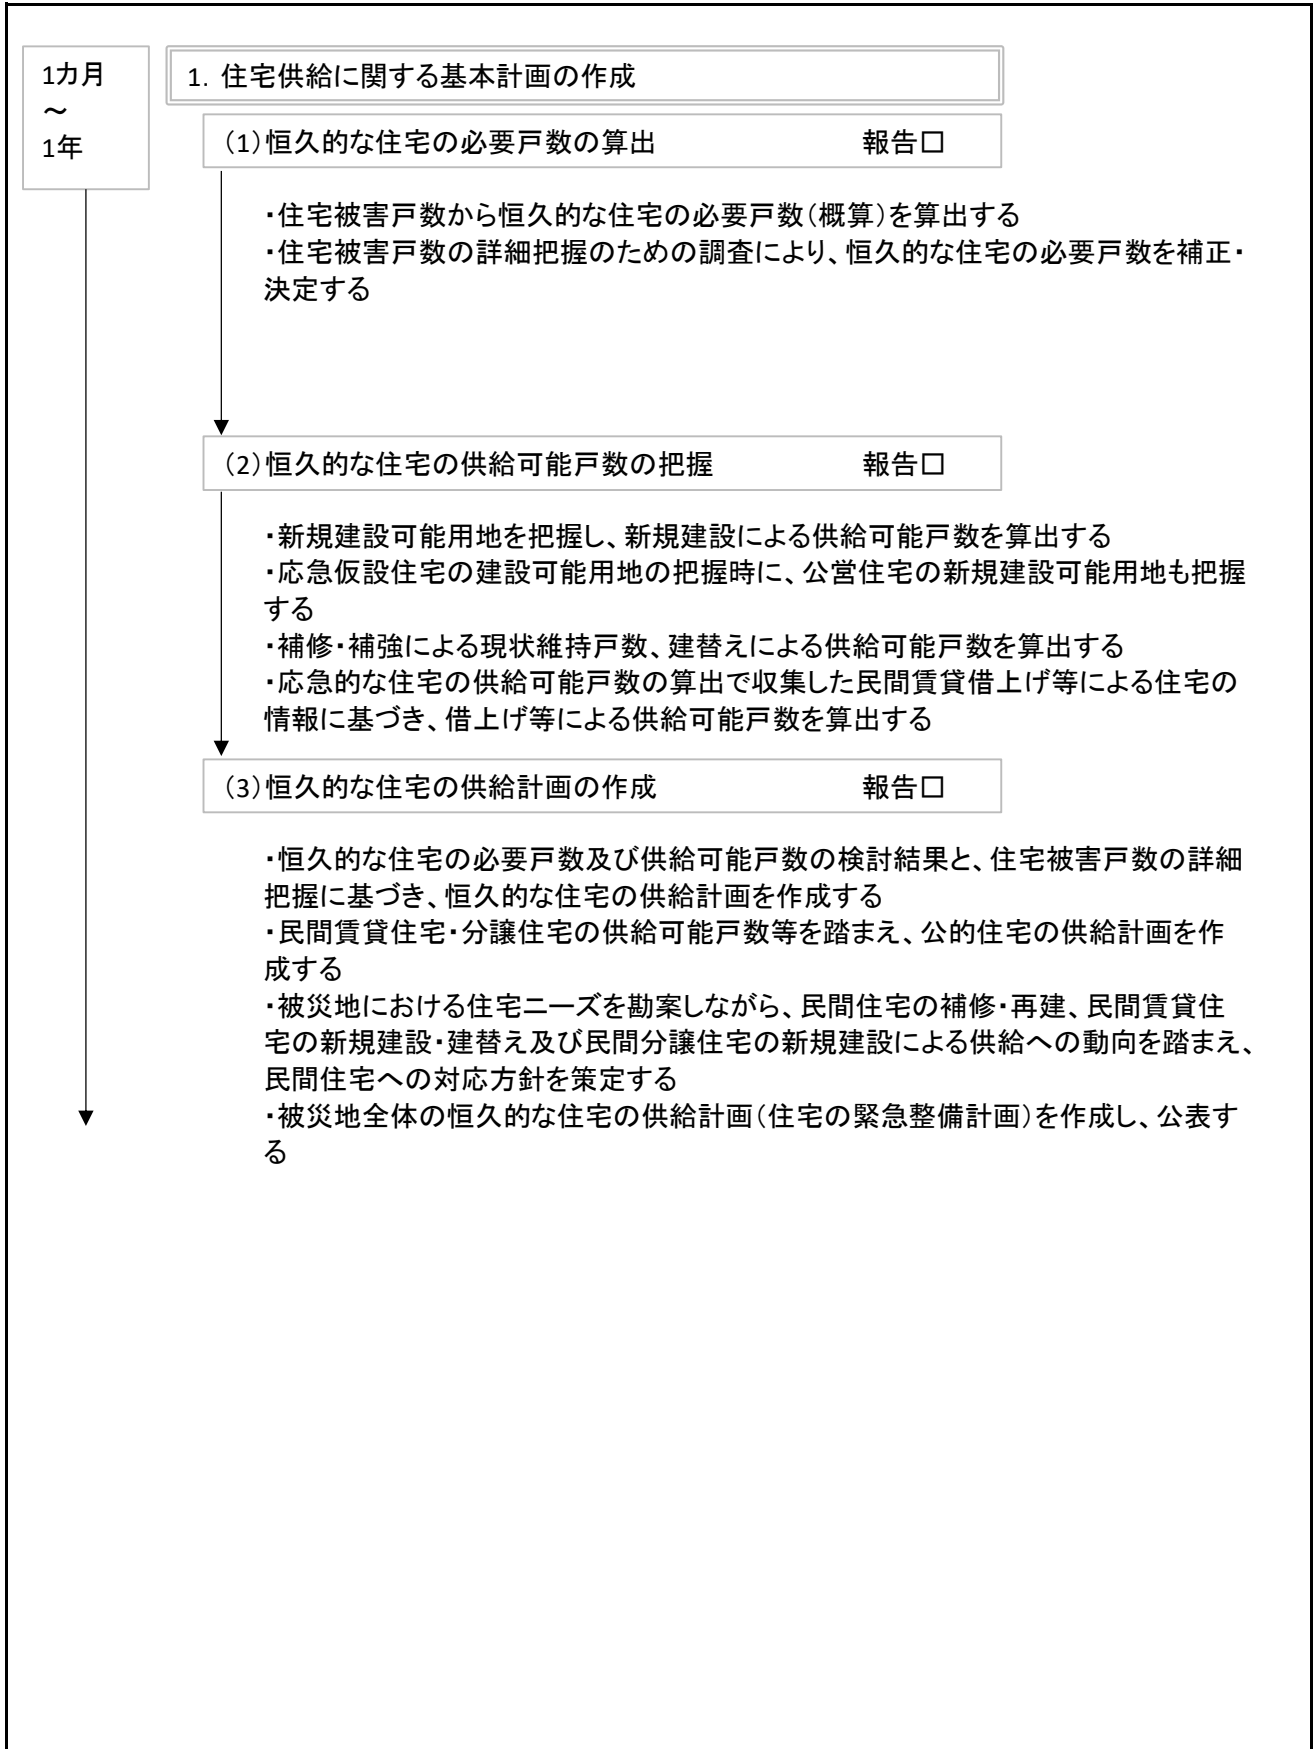 1カ月
～
1年
1．住宅供給に関する基本計画の作成
（1）恒久的な住宅の必要戸数の算出　報告□
・住宅被害戸数から恒久的な住宅の必要戸数（概算）を算出する
・住宅被害戸数の詳細把握のための調査により、恒久的な住宅の必要戸数を補正・
決定する
（2）恒久的な住宅の供給可能戸数の把握　報告□
・新規建設可能用地を把握し、新規建設による供給可能戸数を算出する
・応急仮設住宅の建設可能用地の把握時に、公営住宅の新規建設可能用地も把握
する
・補修・補強による現状維持戸数、建替えによる供給可能戸数を算出する
・応急的な住宅の供給可能戸数の算出で収集した民間賃貸借上げ等による住宅の
情報に基づき、借上げ等による供給可能戸数を算出する
（3）恒久的な住宅の供給計画の作成　報告□
・恒久的な住宅の必要戸数及び供給可能戸数の検討結果と、住宅被害戸数の詳細
把握に基づき、恒久的な住宅の供給計画を作成する
・民間賃貸住宅・分譲住宅の供給可能戸数等を踏まえ、公的住宅の供給計画を作
成する
・被災地における住宅ニーズを勘案しながら、民間住宅の補修・再建、民間賃貸住
宅の新規建設・建替え及び民間分譲住宅の新規建設による供給への動向を踏まえ、
民間住宅への対応方針を策定する
・被災地全体の恒久的な住宅の供給計画（住宅の緊急整備計画）を作成し、公表す
る